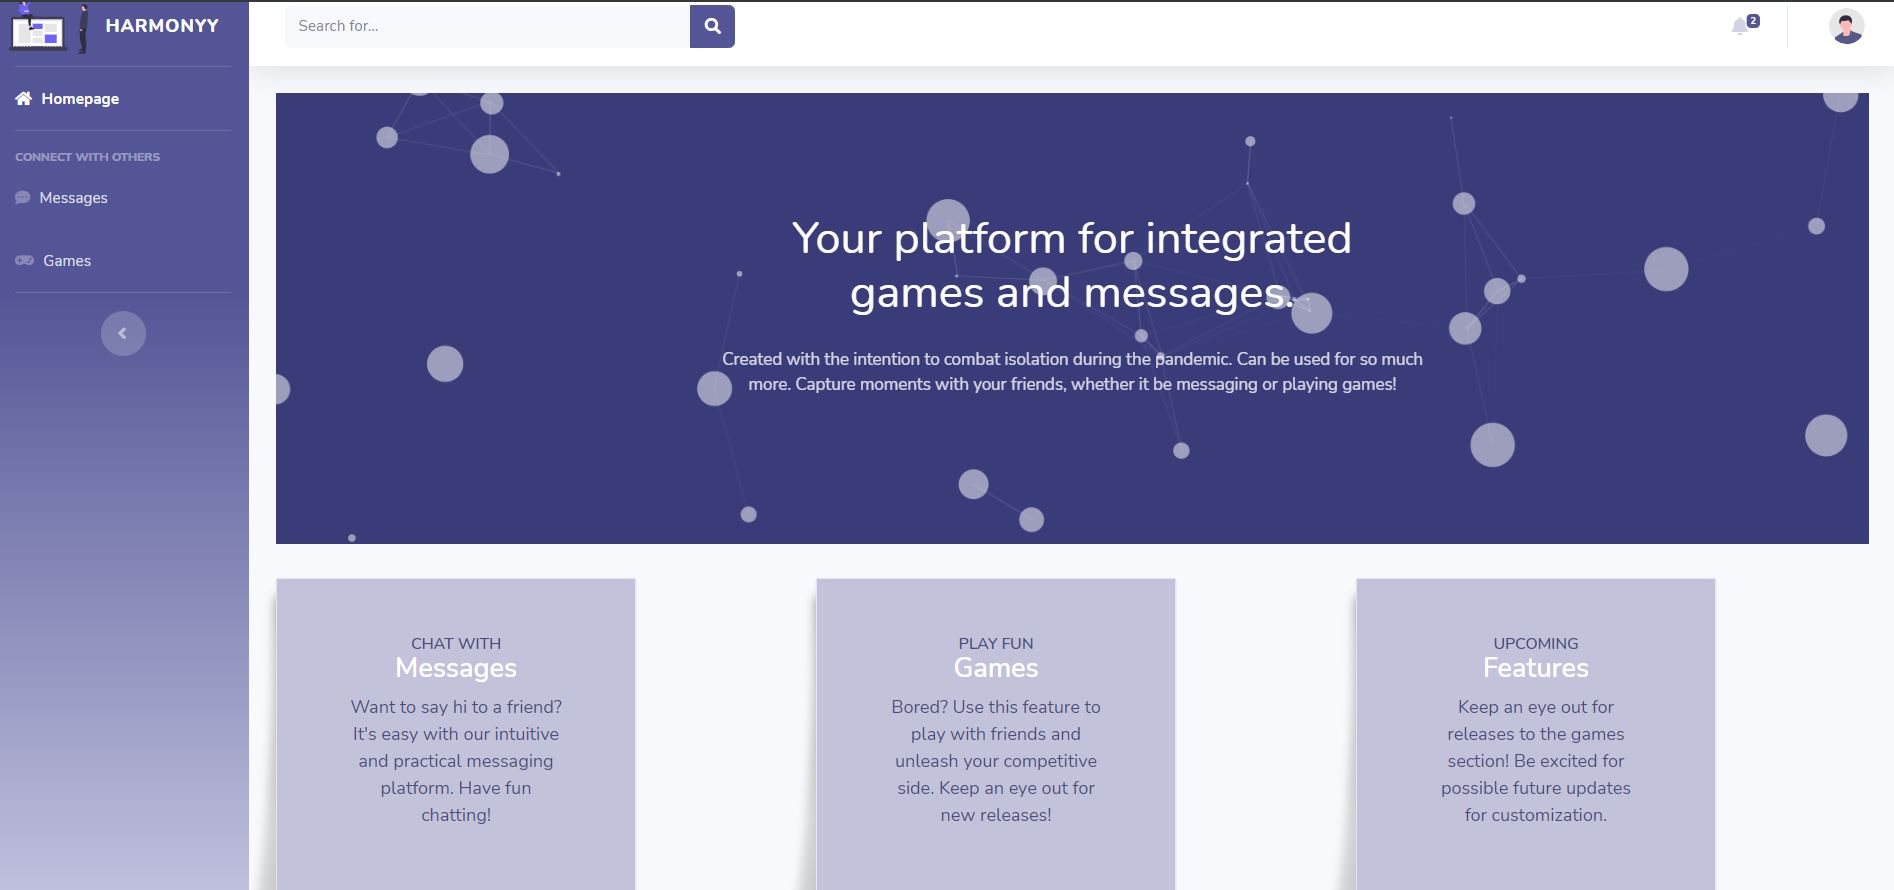 HARMONYY
Search for...
2
Homepage
CONNECT WITH OTHERS
Messages
Games
Your platform for integrated
games and messages.
Created with the intention to combat isolation during the pandemic. Can be used for so much
more. Capture moments with your friends, whether it be messaging or playing games!
CHAT WITH
Messages
Want to say hi to a friend?
It's easy with our intuitive
and practical messaging
platform. Have fun
chatting!
PLAY FUN
Games
Bored? Use this feature to
play with friends and
unleash your competitive
side. Keep an eye out for
new releases!
UPCOMING
Features
Keep an eye out for
releases to the games
section! Be excited for
possible future updates
for customization.